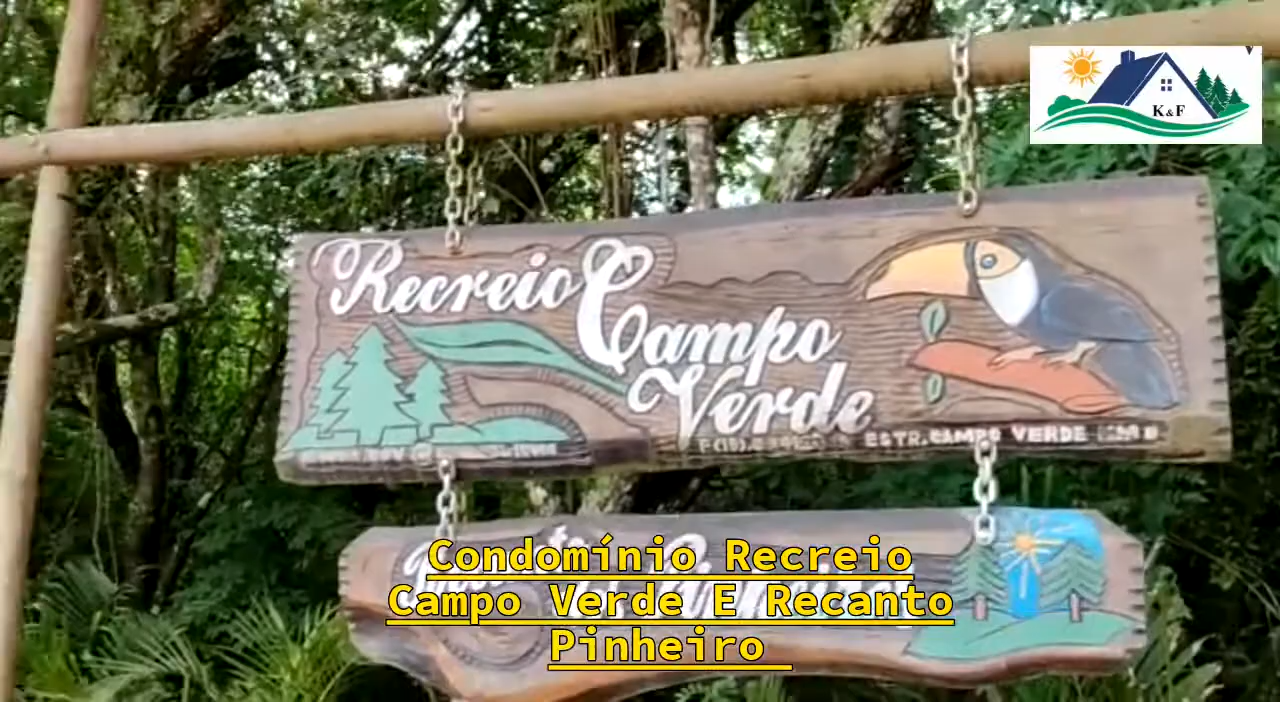 K & F
Recreio Campo
Verde
ESTR. CAMPO VERDE
Condomínio Recreio
Campo Verde E Recanto
Pinheiro